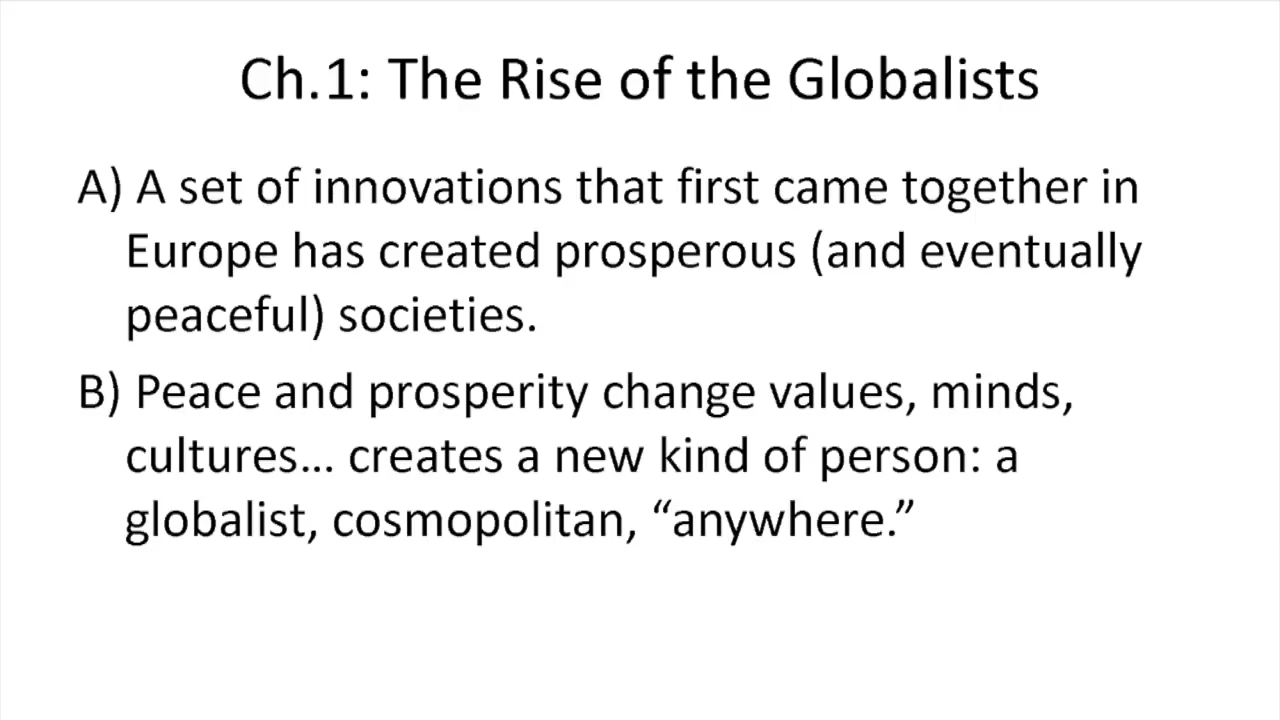 Ch.1: The Rise of the Globalists
A) A set of innovations that first came together in
Europe has created prosperous (and eventually
peaceful) societies.
B) Peace and prosperity change values, minds,
cultures… creates a new kind of person: a
globalist, cosmopolitan, “anywhere.”